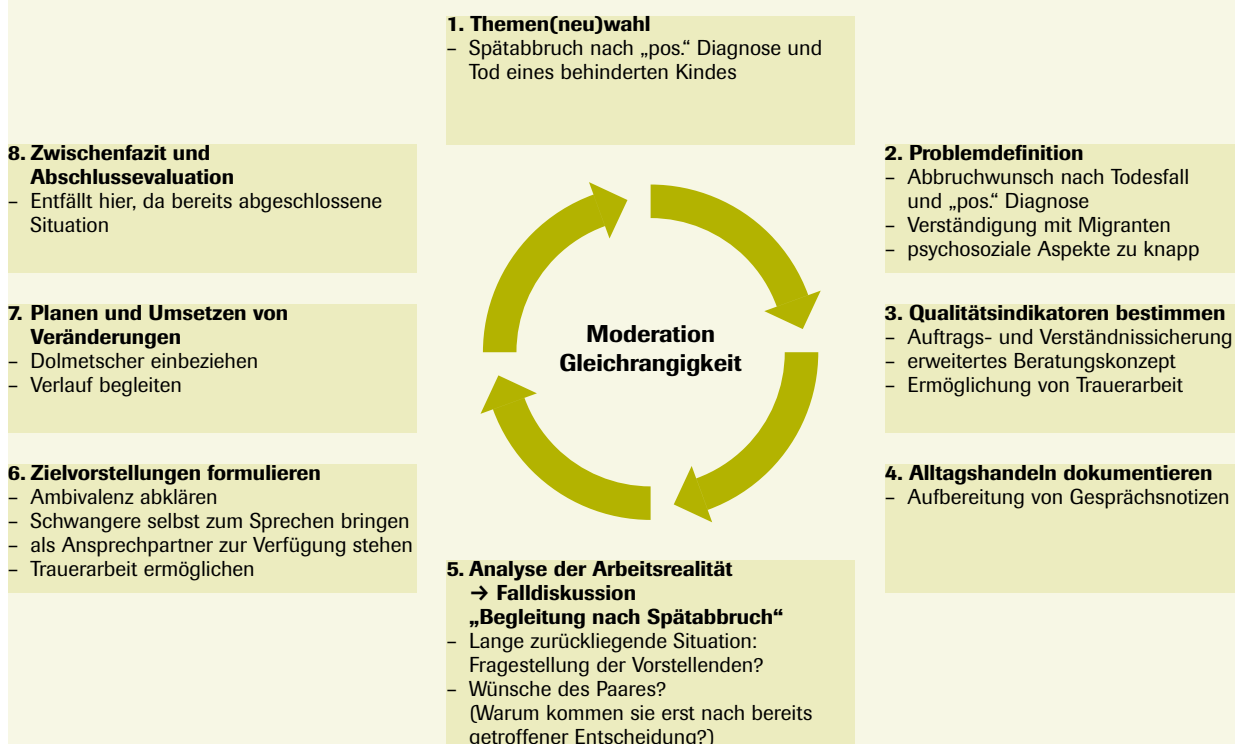 1. Themen(neu)wahl
– Spätabbruch nach „pos.“ Diagnose und
Tod eines behinderten Kindes
2. Problemdefinition
– Abbruchwunsch nach Todesfall
und „pos.“ Diagnose
– Verständigung mit Migranten
– psychosoziale Aspekte zu knapp
3. Qualitätsindikatoren bestimmen
– Auftrags- und Verständnissicherung
– erweitertes Beratungskonzept
– Ermöglichung von Trauerarbeit
4. Alltagshandeln dokumentieren
– Aufbereitung von Gesprächsnotizen
5. Analyse der Arbeitsrealität
→ Falldiskussion
„Begleitung nach Spätabbruch“
– Lange zurückliegende Situation:
Fragestellung der Vorstellenden?
– Wünsche des Paares?
(Warum kommen sie erst nach bereits
getroffener Entscheidung?)
6. Zielvorstellungen formulieren
– Ambivalenz abklären
– Schwangere selbst zum Sprechen bringen
– als Ansprechpartner zur Verfügung stehen
– Trauerarbeit ermöglichen
7. Planen und Umsetzen von
Veränderungen
– Dolmetscher einbeziehen
– Verlauf begleiten
8. Zwischenfazit und
Abschlussevaluation
– Entfällt hier, da bereits abgeschlossene
Situation
Moderation
Gleichrangigkeit